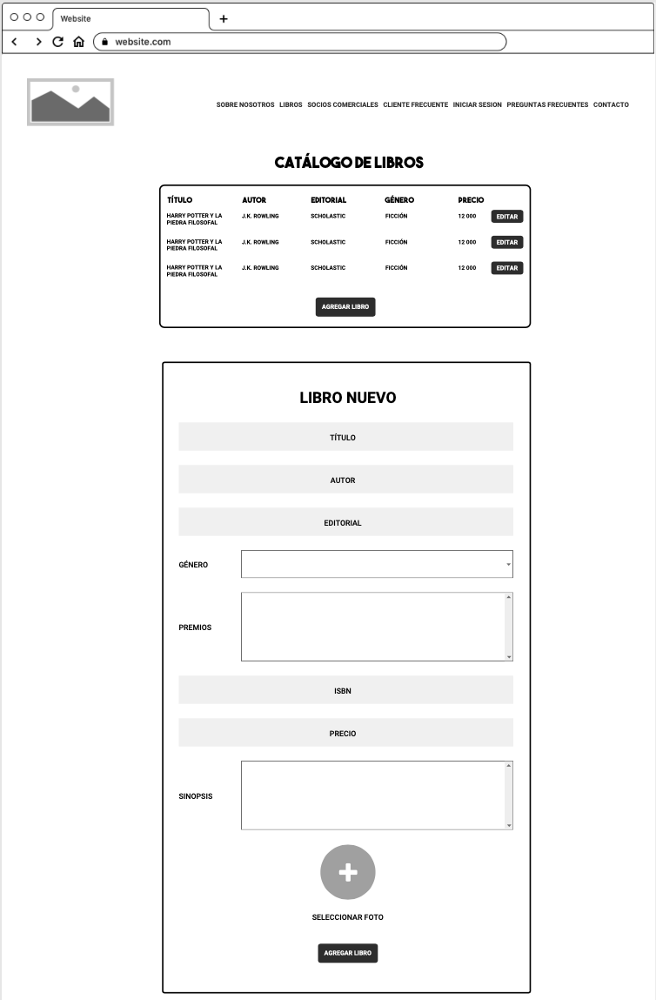 Website
website.com
SOBRE NOSOTROS LIBROS SOCIOS COMERCIALES CLIENTE FRECUENTE INICIAR SESION PREGUNTAS FRECUENTES CONTACTO
CATÁLOGO DE LIBROS
TÍTULO AUTOR EDITORIAL GÉNERO PRECIO
HARRY POTTER Y LA J.K. ROWLING SCHOLASTIC FICCIÓN 12 000 EDITAR
PIEDRA FILOSOFAL
HARRY POTTER Y LA J.K. ROWLING SCHOLASTIC FICCIÓN 12 000 EDITAR
PIEDRA FILOSOFAL
HARRY POTTER Y LA J.K. ROWLING SCHOLASTIC FICCIÓN 12 000 EDITAR
PIEDRA FILOSOFAL
AGREGAR LIBRO
LIBRO NUEVO
TÍTULO
AUTOR
EDITORIAL
GÉNERO
PREMIOS
ISBN
PRECIO
SINOPSIS
SELECCIONAR FOTO
AGREGAR LIBRO